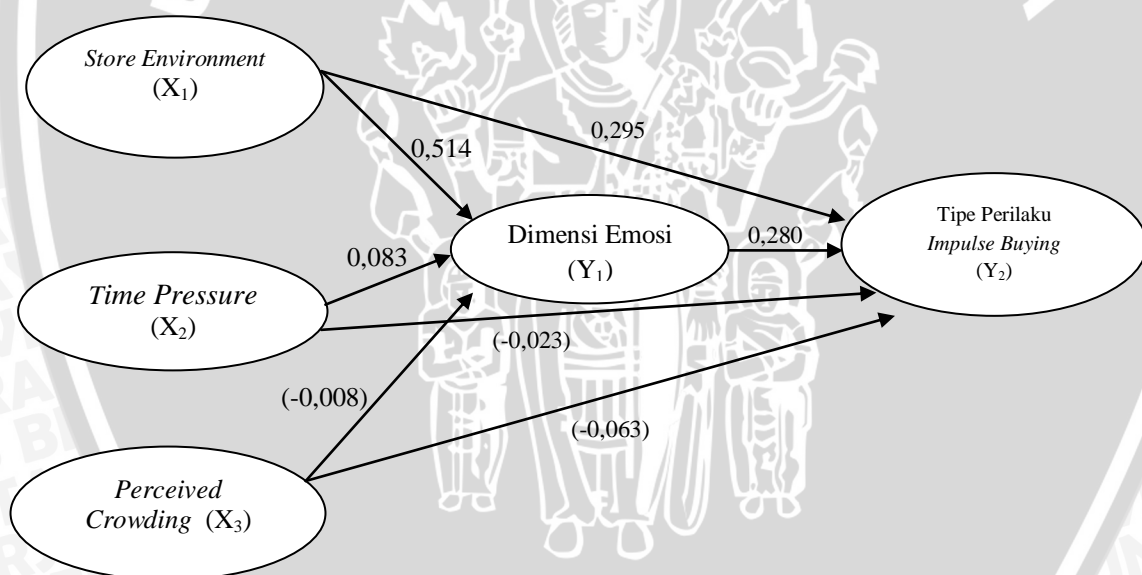 Store Environment
(X₁)
0,295
0,514
Tipe Perilaku
Impulse Buying
(Y₂)
Dimensi Emosi
(Y₁)
0,280
0,083
Time Pressure
(X₂)
(-0,023)
(-0,008)
(-0,063)
Perceived
Crowding (X₃)